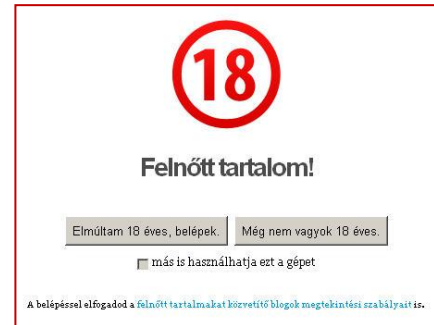 18
Felnőtt tartalom!
Elmúltam 18 éves, belépek. Még nem vagyok 18 éves.
más is használhatja ezt a gépet
A belépéssel elfogadod a felnőtt tartalmakat közvetítő blogok megtekintési szabályait is.